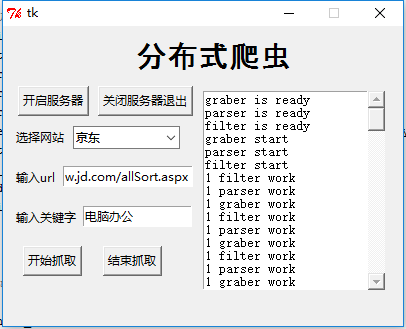 tk
分布式爬虫
开启服务器
关闭服务器退出
选择网站
京东
输入url
w.jd.com/allSort.aspx
输入关键字
电脑办公
开始抓取
结束抓取
graber is ready
parser is ready
filter is ready
graber start
parser start
filter start
1 filter work
1 parser work
1 graber work
1 filter work
1 parser work
1 graber work
1 filter work
1 parser work
1 graber work